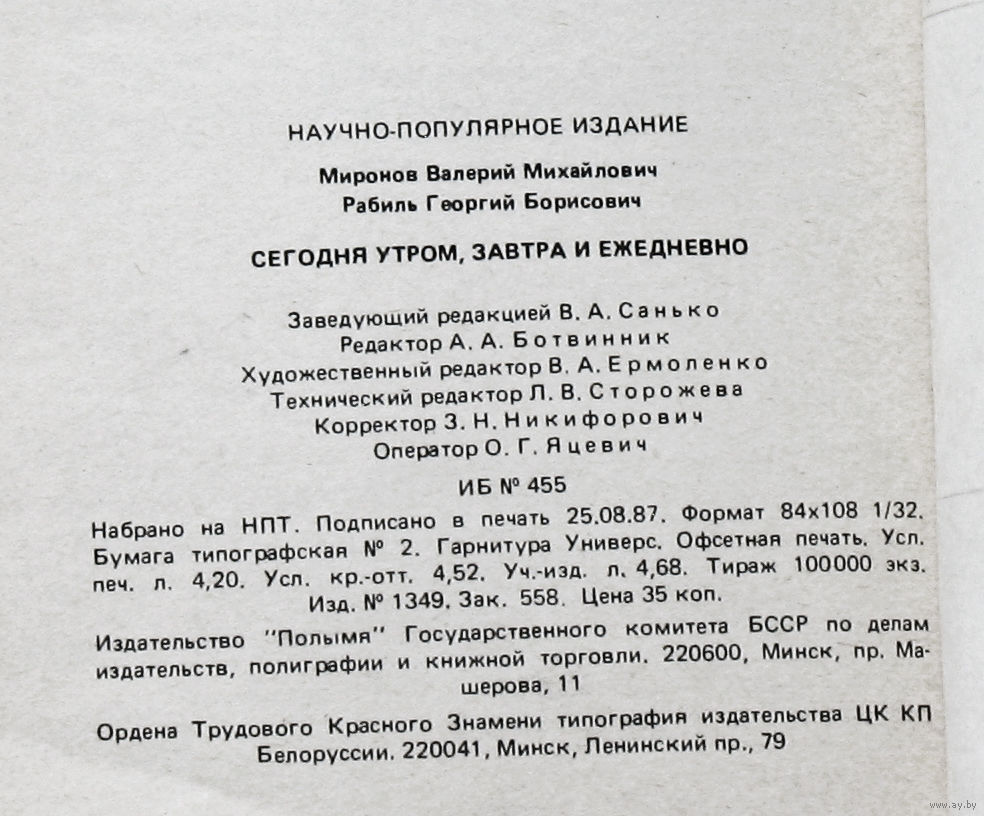 НАУЧНО-ПОПУЛЯРНОЕ ИЗДАНИЕ
Миронов Валерий Михайлович
Рабиль Георгий Борисович
СЕГОДНЯ УТРОМ, ЗАВТРА И ЕЖЕДНЕВНО
Заведующий редакцией В. А. Санько
Редактор А. А. Ботвинник
Художественный редактор В. А. Ермоленко
Технический редактор Л. В. Сторожева
Корректор З. Н. Никифорович
Оператор О. Г. Яцевич
ИБ № 455
Набрано на НПТ. Подписано в печать 25.08.87. Формат 84х108 1/32.
Бумага типографская № 2. Гарнитура Универс. Офсетная печать. Усл.
печ. л. 4,20. Усл. кр.-отт. 4,52. Уч.-изд. л. 4,68. Тираж 100000 экз.
Изд. № 1349. Зак. 558. Цена 35 коп.
Издательство "Полымя" Государственного комитета БССР по делам
издательств, полиграфии и книжной торговли. 220600, Минск, пр. Ма-
шерова, 11
Ордена Трудового Красного Знамени типография издательства ЦК КП
Белоруссии. 220041, Минск, Ленинский пр., 79
www.ay.by